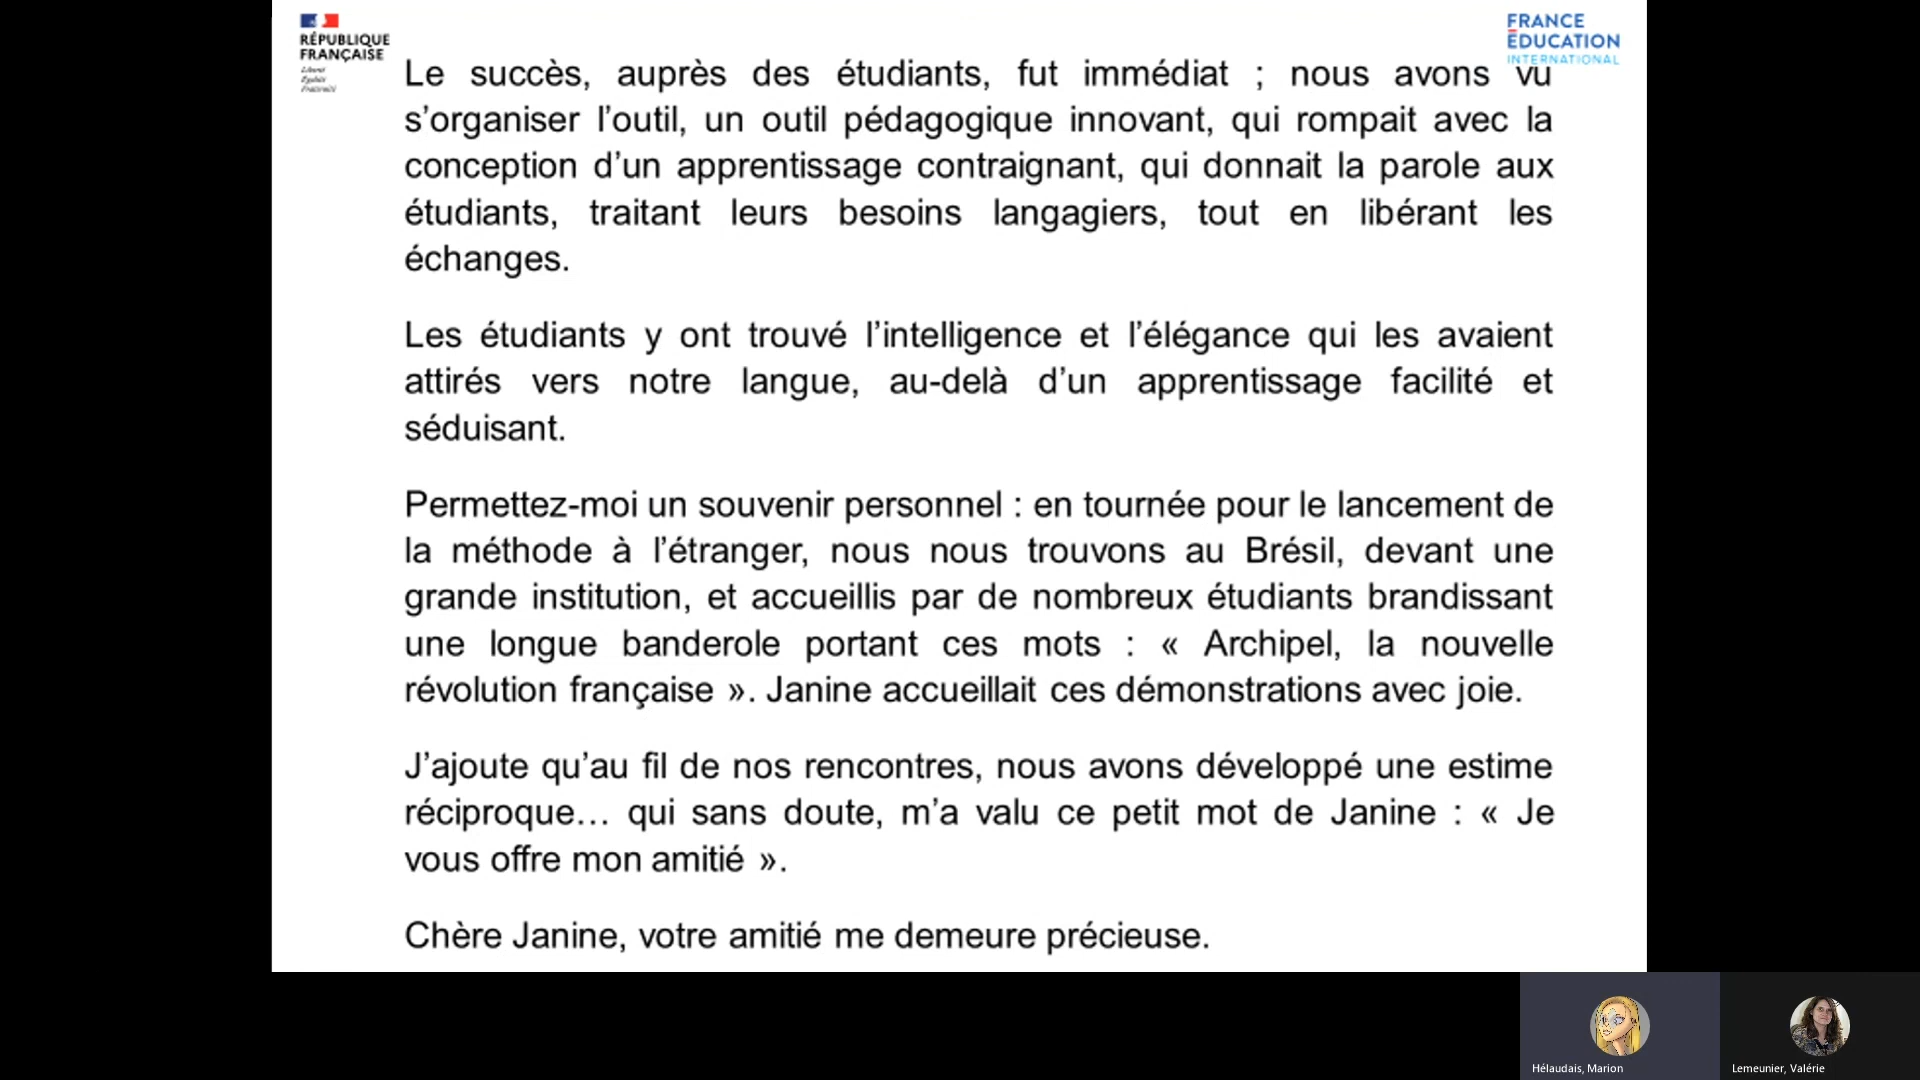 RÉPUBLIQUE
FRANÇAISE
Liberté
Égalité
Fraternité
FRANCE
ÉDUCATION
INTERNATIONAL
Le succès, auprès des étudiants, fut immédiat ; nous avons vu
s’organiser l’outil, un outil pédagogique innovant, qui rompait avec la
conception d’un apprentissage contraignant, qui donnait la parole aux
étudiants, traitant leurs besoins langagiers, tout en libérant les
échanges.
Les étudiants y ont trouvé l’intelligence et l’élégance qui les avaient
attirés vers notre langue, au-delà d’un apprentissage facilité et
séduisant.
Permettez-moi un souvenir personnel : en tournée pour le lancement de
la méthode à l’étranger, nous nous trouvons au Brésil, devant une
grande institution, et accueillis par de nombreux étudiants brandissant
une longue banderole portant ces mots : « Archipel, la nouvelle
révolution française ». Janine accueillait ces démonstrations avec joie.
J’ajoute qu’au fil de nos rencontres, nous avons développé une estime
réciproque… qui sans doute, m’a valu ce petit mot de Janine : « Je
vous offre mon amitié ».
Chère Janine, votre amitié me demeure précieuse.
Hélaudais, Marion
Lemeunier, Valérie